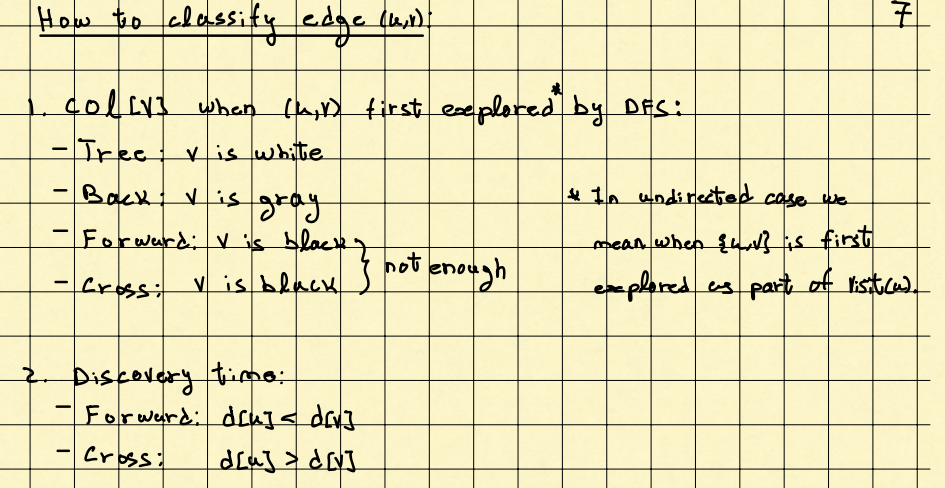 How to classify edge (u,v): 7
1. col[v] when (u,v) first explored* by DFS:
- Tree: v is white
- Back: v is gray
- Forward: v is black
- Cross: v is black } not enough
* In undirected case we
mean when {u,v} is first
explored as part of Visit(u).
2. Discovery time:
- Forward: d[u] < d[v]
- Cross: d[u] > d[v]